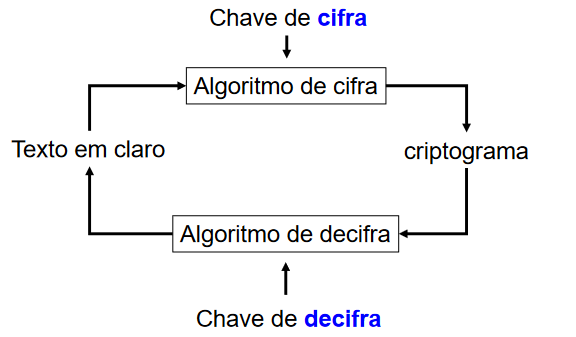 Chave de cifra
Algoritmo de cifra
Texto em claro
criptograma
Algoritmo de decifra
Chave de decifra